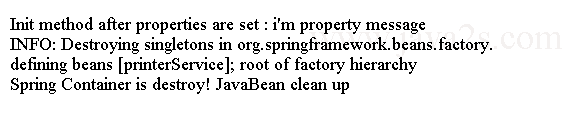 Init method after properties are set : i'm property message
INFO: Destroying singletons in org.springframework.beans.factory.
defining beans [printerService]; root of factory hierarchy
Spring Container is destroy! JavaBean clean up